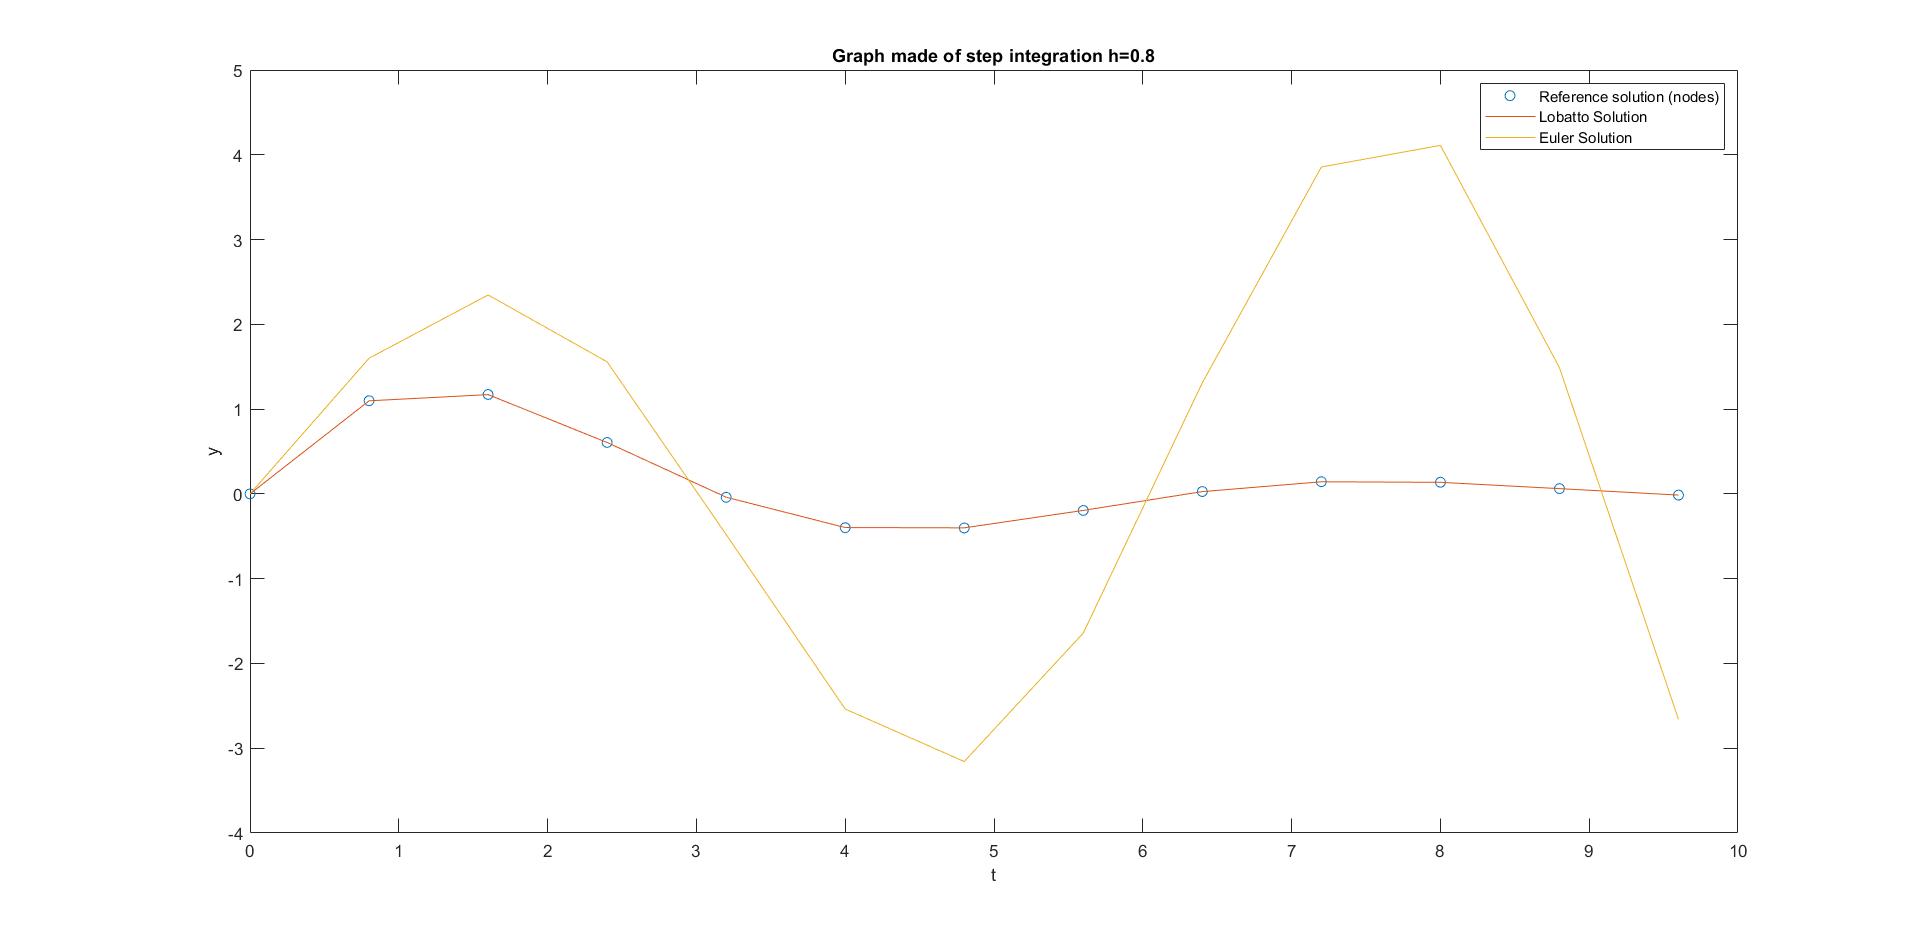 Graph made of step integration h=0.8
5
4
3
2
1
0
-1
-2
-3
-4
y
Reference solution (nodes)
Lobatto Solution
Euler Solution
0 1 2 3 4 5 6 7 8 9 10
t